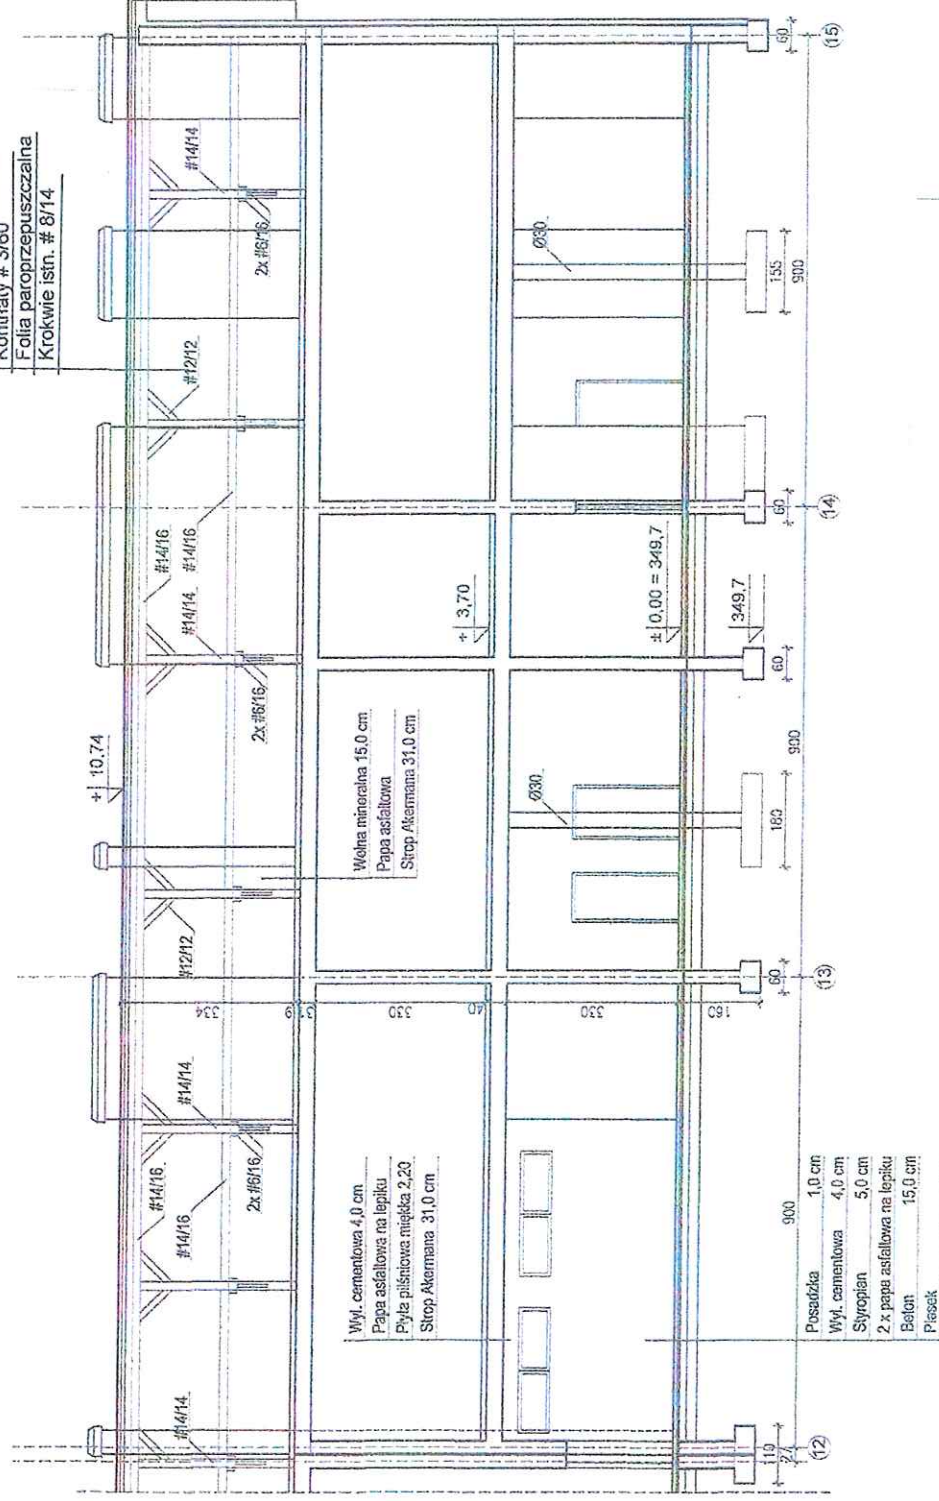 Folia paroprzepuszczalna
Krokwie istn. # 8/14
+ 10,74
#14/14
#14/16
#14/16
2x #6/16
#14/14
#12/12
2x #6/16
#14/14
#14/16
#14/16
#12/12
2x #6/16
#14/14
Wyl. cementowa 4,0 cm
Papa asfaltowa na lepiku
Płyta pilśniowa miękka 2,20
Strop Akermana 31,0 cm
Wełna mineralna 15,0 cm
Papa asfaltowa
Strop Akermana 31,0 cm
334
319
330
40
330
160
+ 3,70
± 0,00 = 349,7
349,7
Ø30
Ø30
110
27
60
180
60
60
155
60
900
900
900
(12)
(13)
(14)
(15)
Posadzka 1,0 cm
Wyl. cementowa 4,0 cm
Styropian 5,0 cm
2 x papa asfaltowa na lepiku
Beton 15,0 cm
Piasek